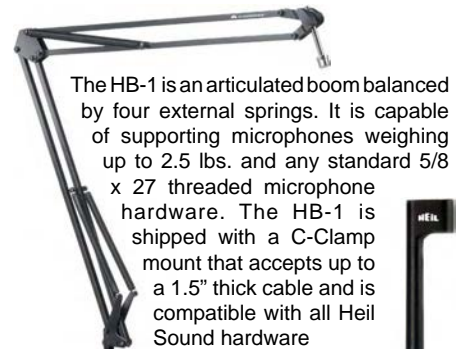 The HB-1 is an articulated boom balanced
by four external springs. It is capable
of supporting microphones weighing
up to 2.5 lbs. and any standard 5/8
x 27 threaded microphone
hardware. The HB-1 is
shipped with a C-Clamp
mount that accepts up to
a 1.5” thick cable and is
compatible with all Heil
Sound hardware
HEIL